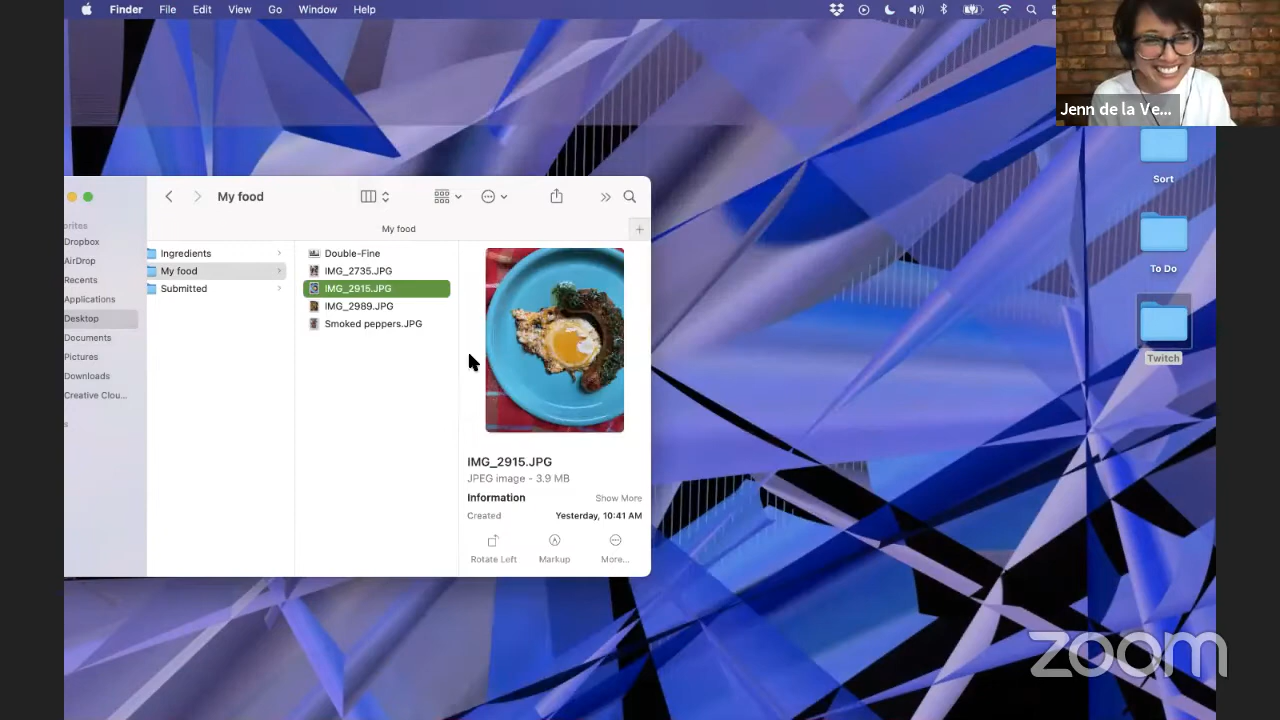 Finder File Edit View Go Window Help
Jenn de la Ve...
Sort
To Do
Twitch
My food
My food
orites
Dropbox
AirDrop
Recents
Applications
Desktop
Documents
Pictures
Downloads
Creative Clou...
s
Ingredients
My food
Submitted
Double-Fine
IMG_2735.JPG
IMG_2915.JPG
IMG_2989.JPG
Smoked peppers.JPG
IMG_2915.JPG
JPEG image - 3.9 MB
Information Show More
Created Yesterday, 10:41 AM
Rotate Left Markup More...
zoom